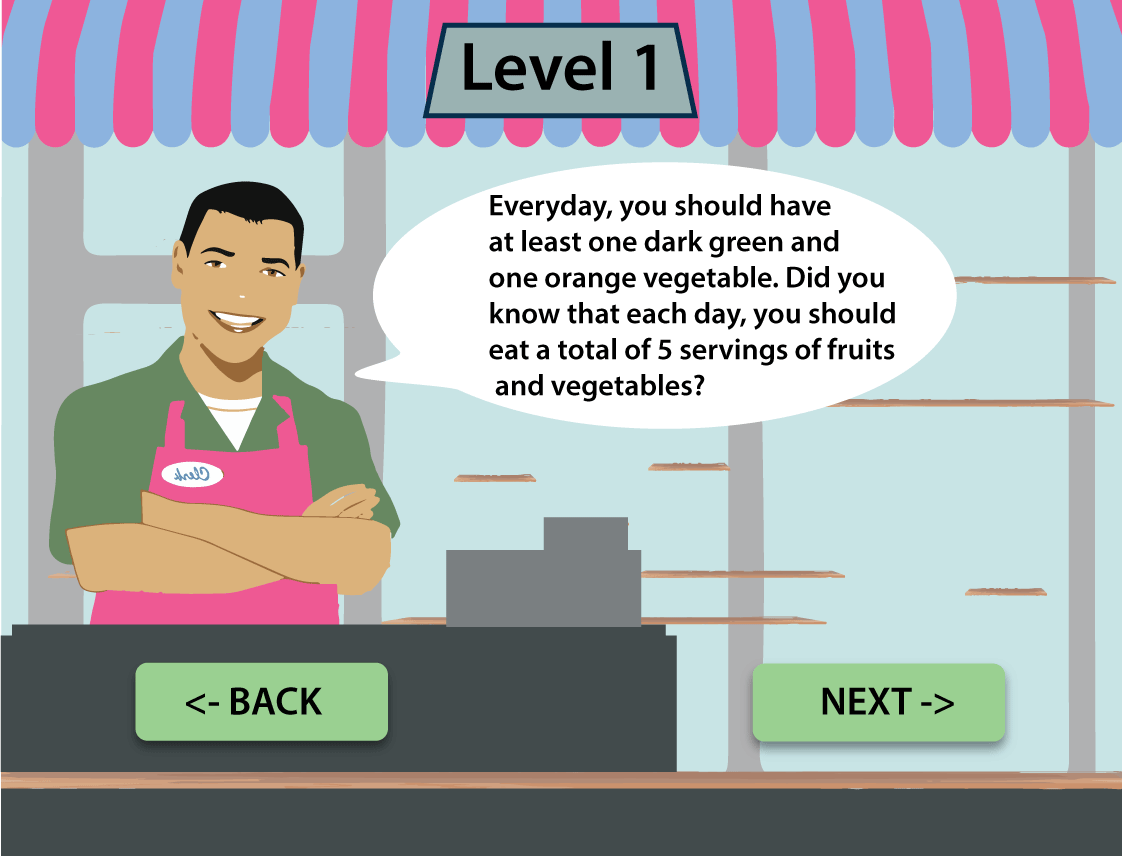 Level 1
Everyday, you should have
at least one dark green and
one orange vegetable. Did you
know that each day, you should
eat a total of 5 servings of fruits
and vegetables?
Clerk
<- BACK
NEXT ->